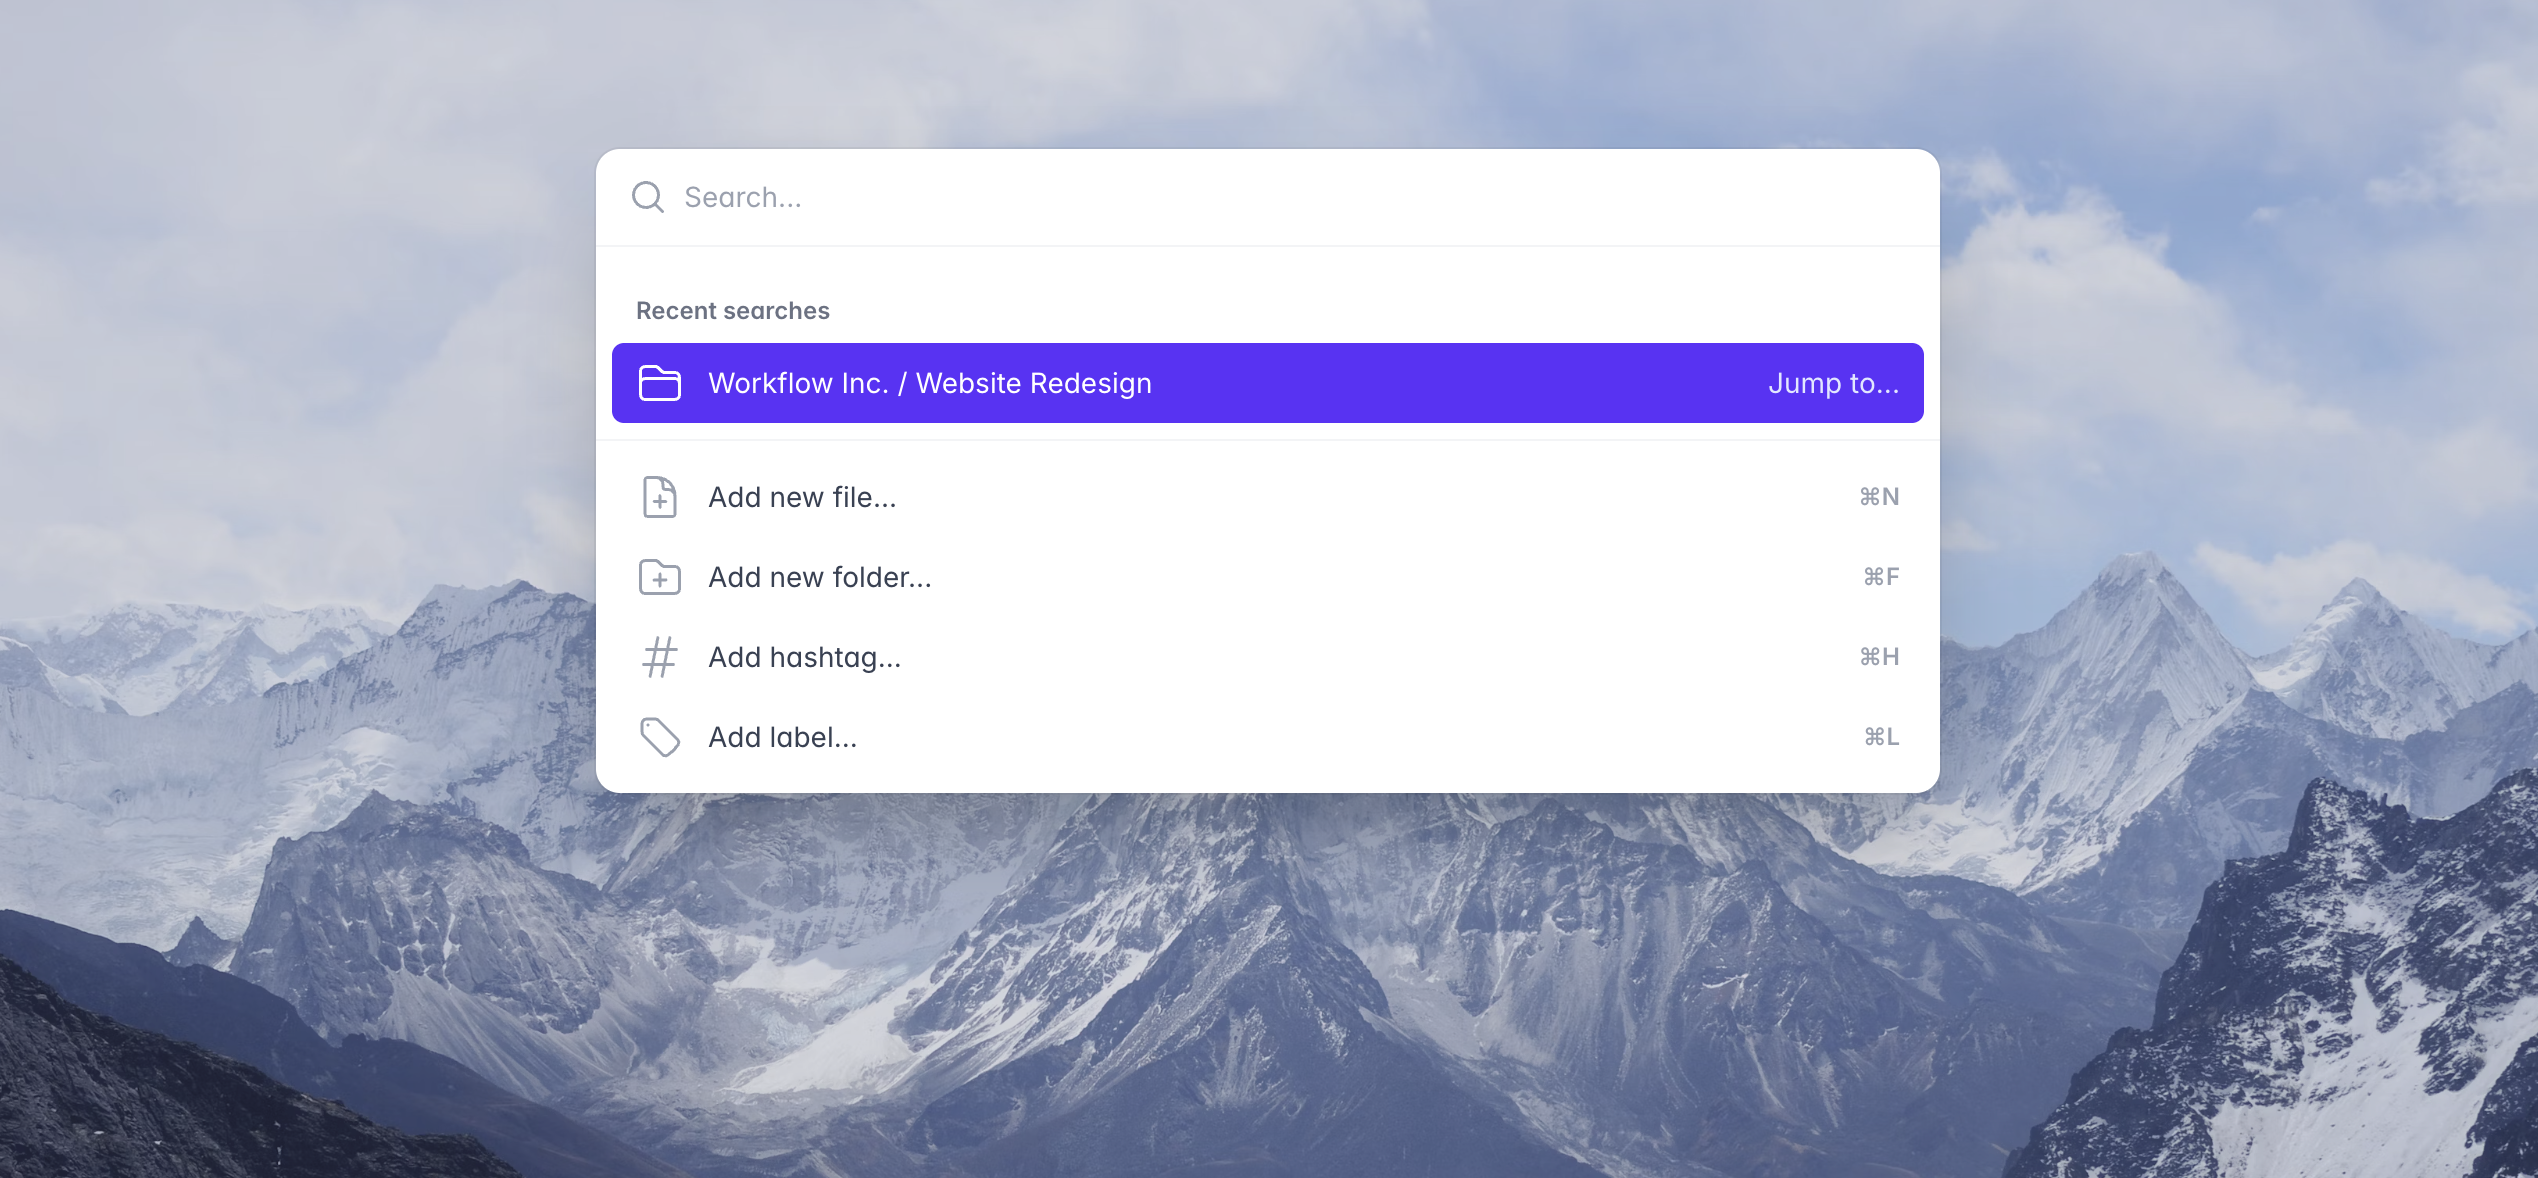 Search...
Recent searches
Workflow Inc. / Website Redesign Jump to...
Add new file... ⌘N
Add new folder... ⌘F
Add hashtag... ⌘H
Add label... ⌘L